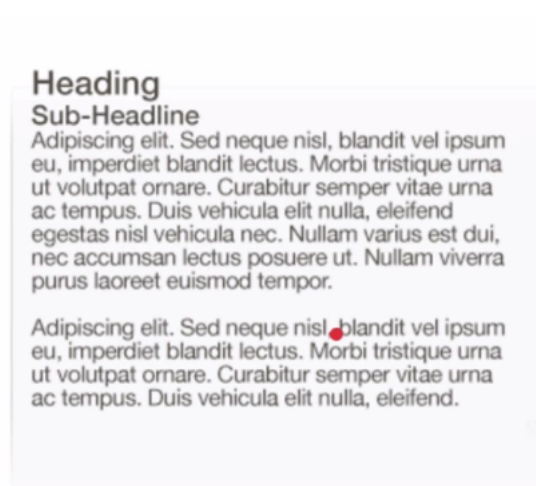 Heading
Sub-Headline
Adipiscing elit. Sed neque nisl, blandit vel ipsum
eu, imperdiet blandit lectus. Morbi tristique urna
ut volutpat ornare. Curabitur semper vitae urna
ac tempus. Duis vehicula elit nulla, eleifend
egestas nisl vehicula nec. Nullam varius est dui,
nec accumsan lectus posuere ut. Nullam viverra
purus laoreet euismod tempor.
Adipiscing elit. Sed neque nisl, blandit vel ipsum
eu, imperdiet blandit lectus. Morbi tristique urna
ut volutpat ornare. Curabitur semper vitae urna
ac tempus. Duis vehicula elit nulla, eleifend.